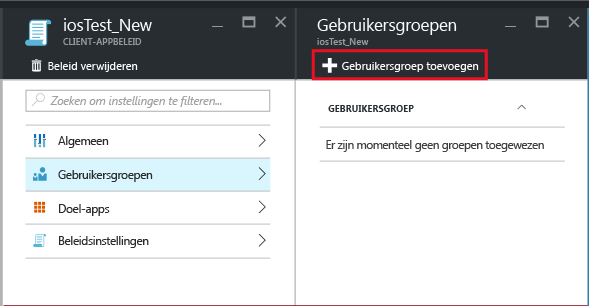 iosTest_New
CLIENT-APPBELEID
Beleid verwijderen
Zoeken om instellingen te filteren...
Algemeen
Gebruikersgroepen
Doel-apps
Beleidsinstellingen
Gebruikersgroepen
iosTest_New
Gebruikersgroep toevoegen
GEBRUIKERSGROEP
Er zijn momenteel geen groepen toegewezen